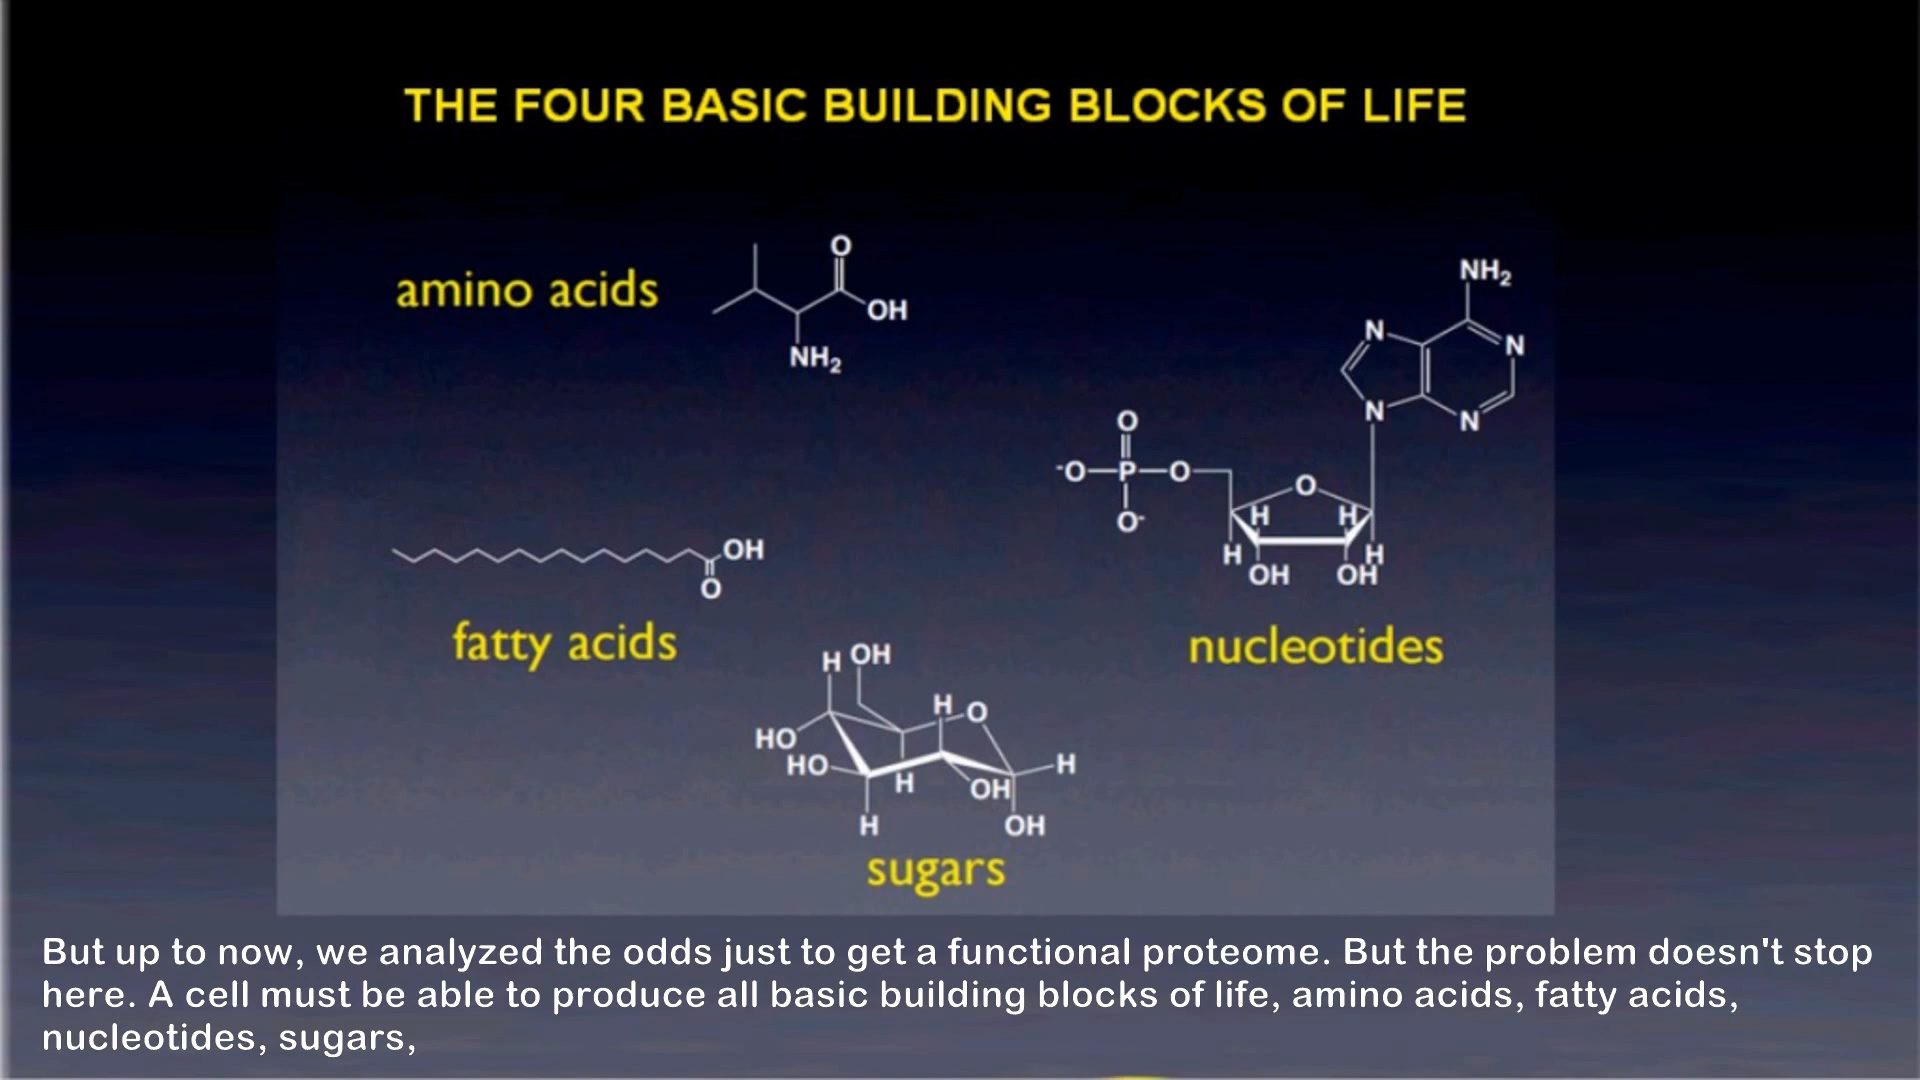 THE FOUR BASIC BUILDING BLOCKS OF LIFE
amino acids
O
OH
NH₂
NH₂
N
N
N
N
O
⁻O–P–O
O⁻
O
H
H
H
H
OH
OH
nucleotides
OH
O
fatty acids
H
OH
H
O
HO
HO
H
H
OH
H
OH
sugars
But up to now, we analyzed the odds just to get a functional proteome. But the problem doesn't stop
here. A cell must be able to produce all basic building blocks of life, amino acids, fatty acids,
nucleotides, sugars,